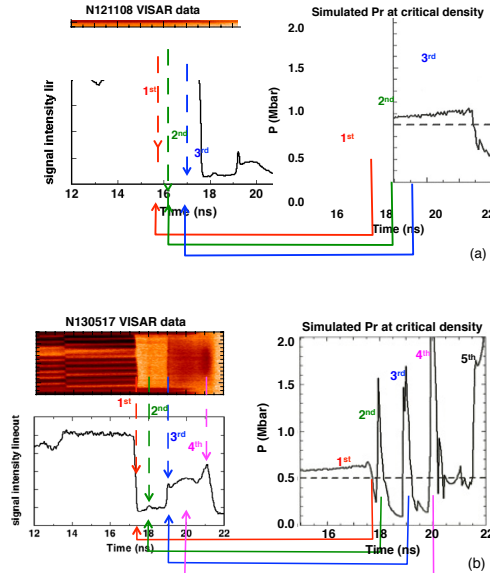 N121108 VISAR data
Simulated Pr at critical density
signal intensity lir
1st
2nd
3rd
12 14 16 18 20
Time (ns)
P (Mbar)
2.0
1.5
1.0
0.5
0.0
1st
2nd
3rd
16 18 20 22
Time (ns)
(a)
N130517 VISAR data
Simulated Pr at critical density
signal intensity lineout
1st
2nd
3rd
4th
12 14 16 18 20 22
Time (ns)
P (Mbar)
2.0
1.5
1.0
0.5
0.0
1st
2nd
3rd
4th
5th
16 18 20 22
Time (ns)
(b)